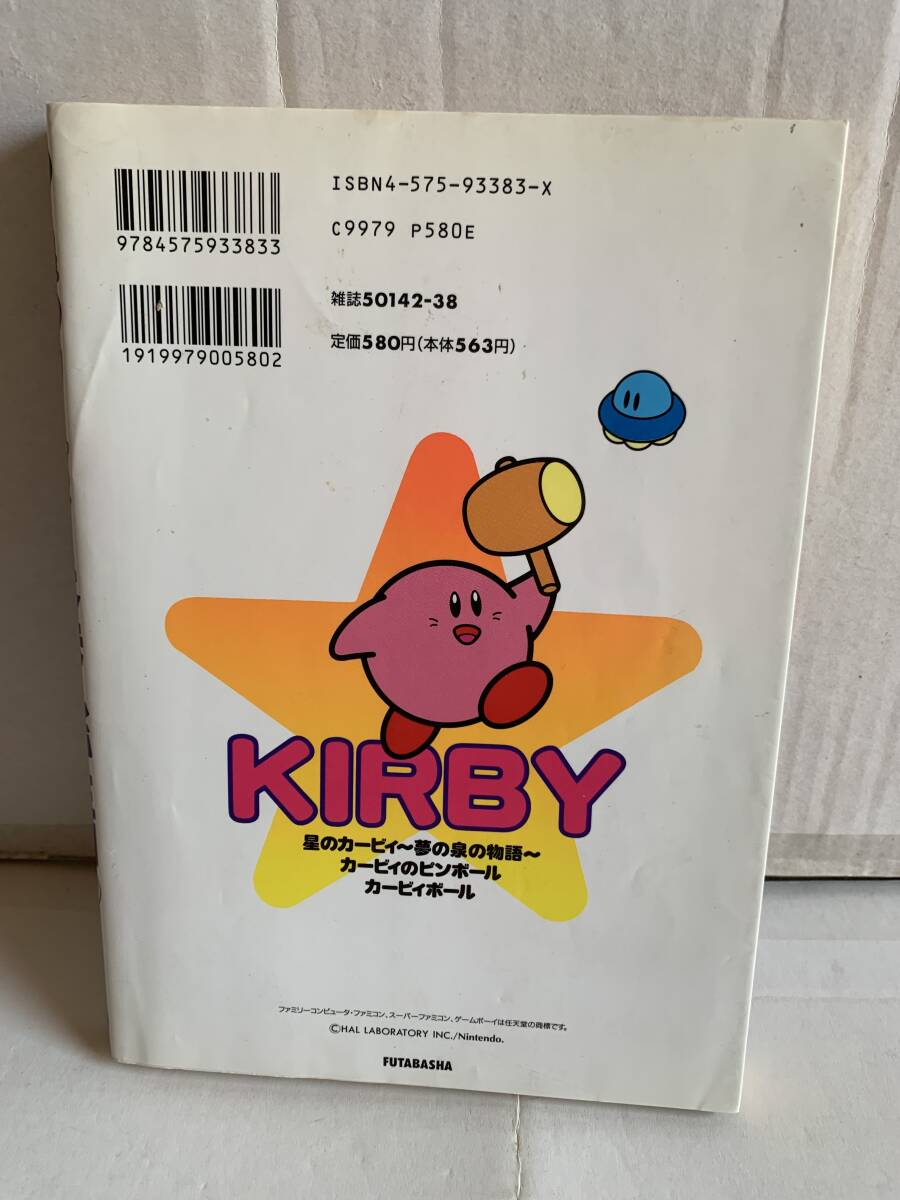 ISBN4-575-93383-X
C9979 P580E
9784575933833
雑誌50142-38
定価580円(本体563円)
1919979005802
KIRBY
星のカービィ〜夢の泉の物語〜
カービィのピンボール
カービィボール
ファミリーコンピュータ・ファミコン、スーパーファミコン、ゲームボーイは任天堂の商標です。
©HAL LABORATORY INC./Nintendo.
FUTABASHA